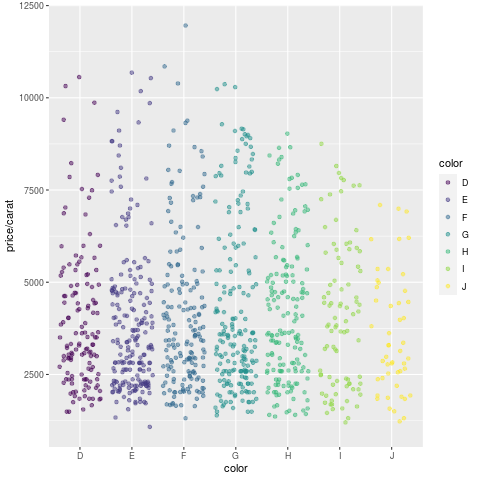 12500
10000
7500
5000
2500
price/carat
D E F G H I J
color
color
D
E
F
G
H
I
J